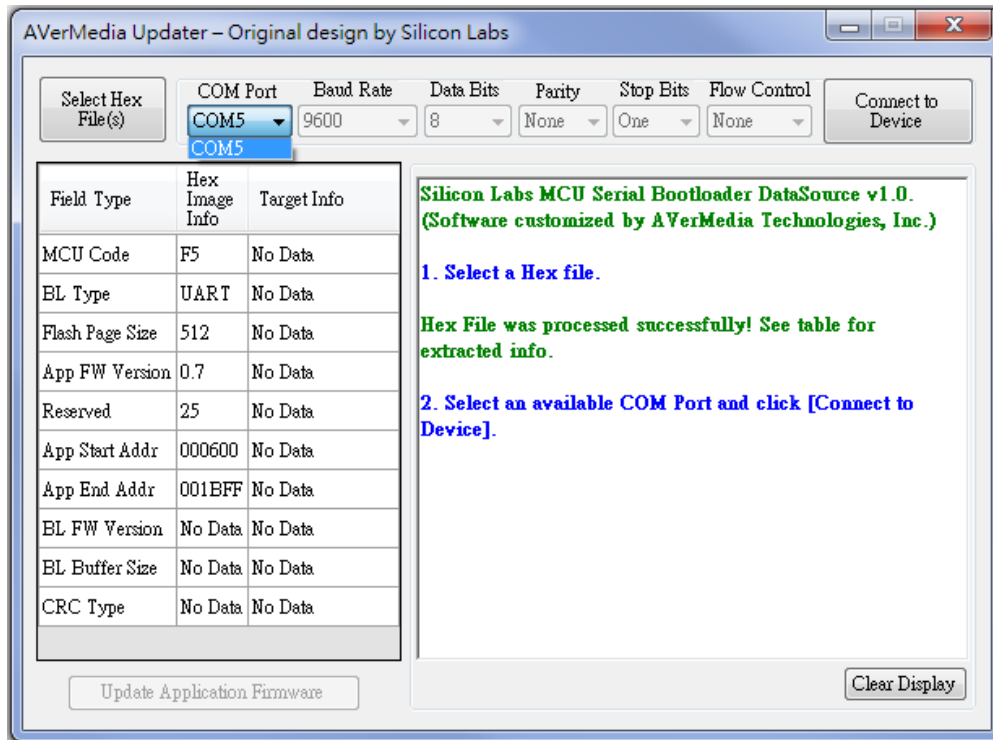 AVerMedia Updater – Original design by Silicon Labs
Select Hex
File(s)
COM Port Baud Rate Data Bits Parity Stop Bits Flow Control
COM5 9600 8 None One None
COM5
Connect to
Device
Field Type Hex Image Info Target Info
MCU Code F5 No Data
BL Type UART No Data
Flash Page Size 512 No Data
App FW Version 0.7 No Data
Reserved 25 No Data
App Start Addr 000600 No Data
App End Addr 001BFF No Data
BL FW Version No Data No Data
BL Buffer Size No Data No Data
CRC Type No Data No Data
Silicon Labs MCU Serial Bootloader DataSource v1.0.
(Software customized by AVerMedia Technologies, Inc.)
1. Select a Hex file.
Hex File was processed successfully! See table for
extracted info.
2. Select an available COM Port and click [Connect to
Device].
Update Application Firmware
Clear Display